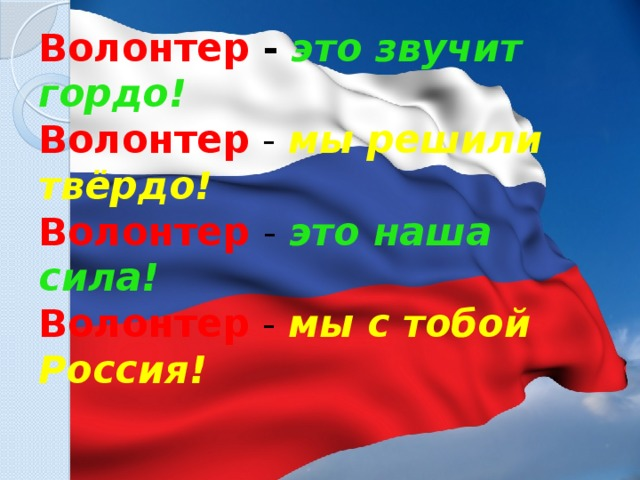 Волонтер - это звучит
гордо!
Волонтер - мы решили
твёрдо!
Волонтер - это наша
сила!
Волонтер - мы с тобой
Россия!